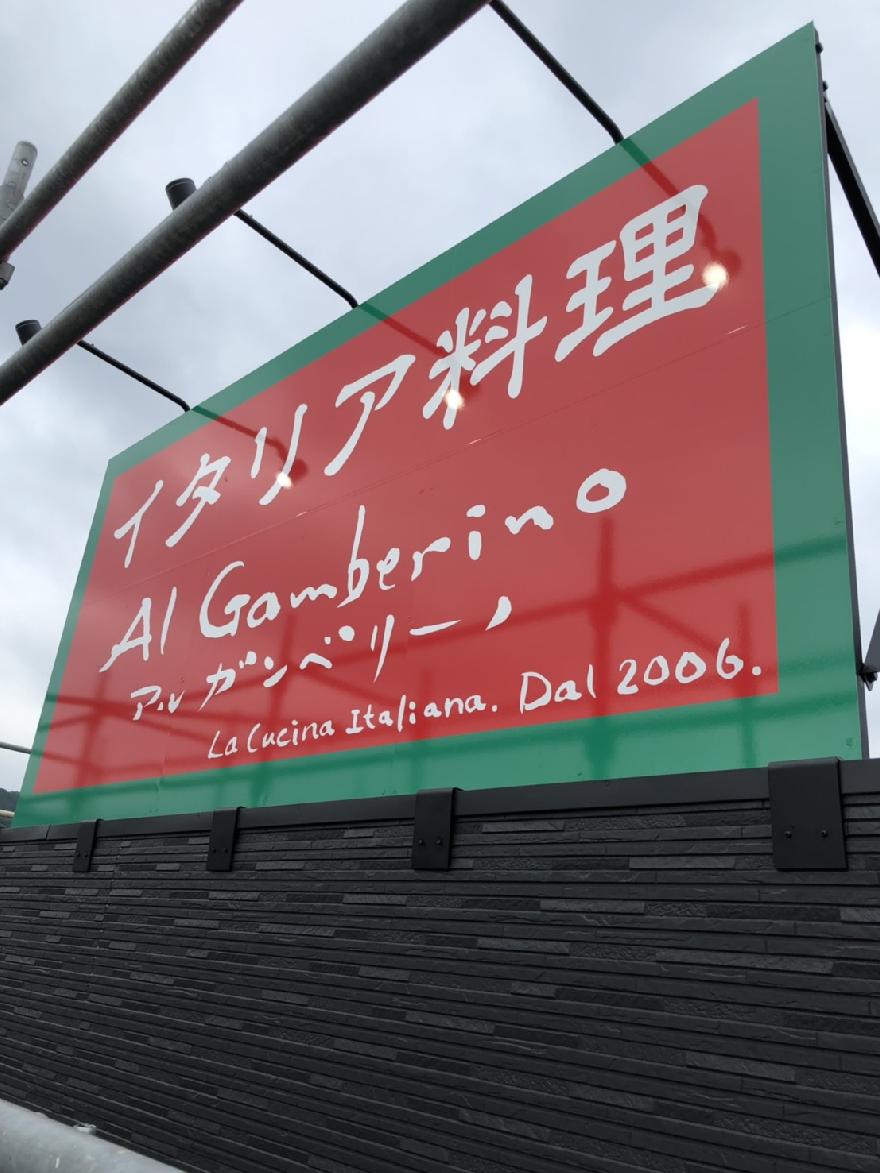 イタリア料理
Al Gamberino
アル ガンベリーノ
La Cucina Italiana. Dal 2006.